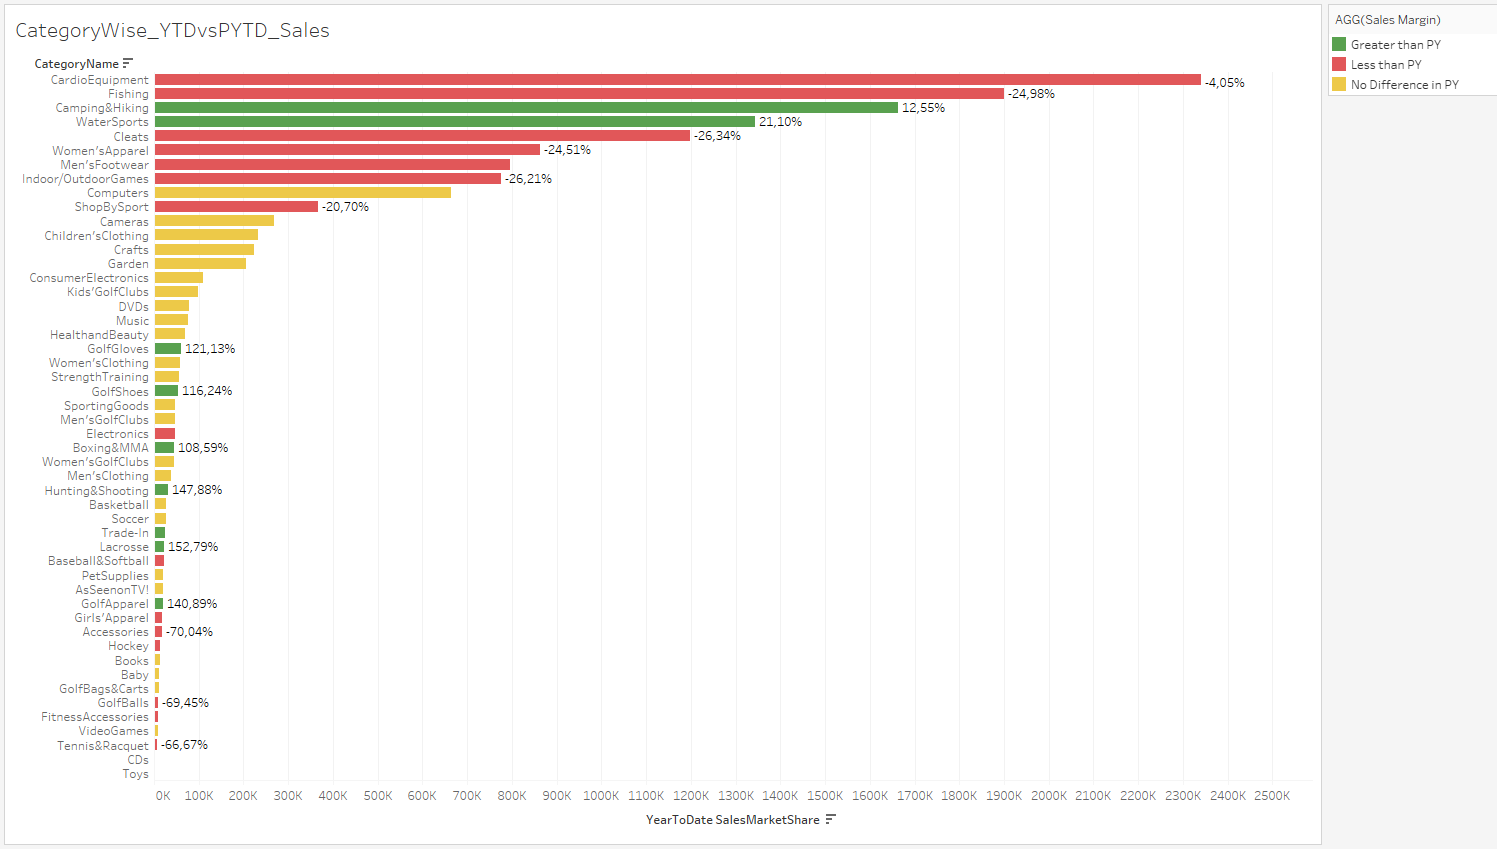 CategoryWise_YTDvsPYTD_Sales
AGG(Sales Margin)
Greater than PY
Less than PY
No Difference in PY
CategoryName
CardioEquipment -4,05%
Fishing -24,98%
Camping&Hiking 12,55%
WaterSports 21,10%
Cleats -26,34%
Women'sApparel -24,51%
Men'sFootwear
Indoor/OutdoorGames -26,21%
Computers
ShopBySport -20,70%
Cameras
Children'sClothing
Crafts
Garden
ConsumerElectronics
Kids'GolfClubs
DVDs
Music
HealthandBeauty
GolfGloves 121,13%
Women'sClothing
StrengthTraining
GolfShoes 116,24%
SportingGoods
Men'sGolfClubs
Electronics
Boxing&MMA 108,59%
Women'sGolfClubs
Men'sClothing
Hunting&Shooting 147,88%
Basketball
Soccer
Trade-In
Lacrosse 152,79%
Baseball&Softball
PetSupplies
AsSeenonTV!
GolfApparel 140,89%
Girls'Apparel
Accessories -70,04%
Hockey
Books
Baby
GolfBags&Carts
GolfBalls -69,45%
FitnessAccessories
VideoGames
Tennis&Racquet -66,67%
CDs
Toys
0K 100K 200K 300K 400K 500K 600K 700K 800K 900K 1000K 1100K 1200K 1300K 1400K 1500K 1600K 1700K 1800K 1900K 2000K 2100K 2200K 2300K 2400K 2500K
YearToDate SalesMarketShare